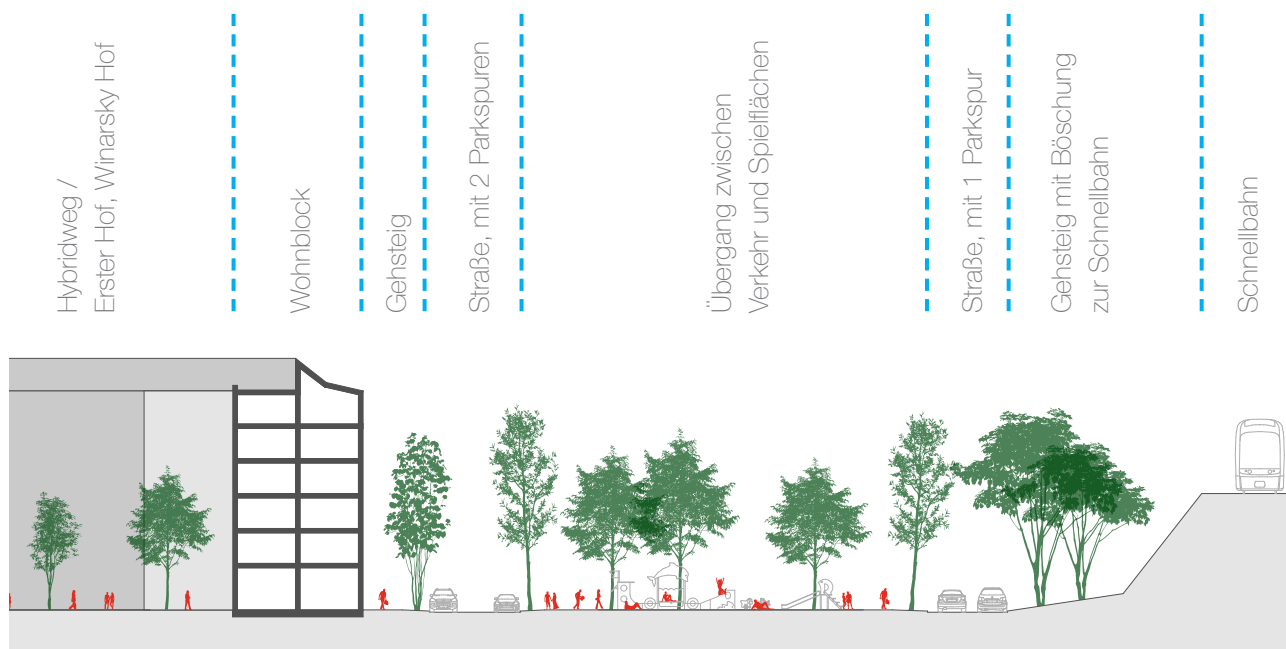 Hybridweg /
Erster Hof, Winarsky Hof
Wohnblock
Gehsteig
Straße, mit 2 Parkspuren
Übergang zwischen
Verkehr und Spielflächen
Straße, mit 1 Parkspur
Gehsteig mit Böschung
zur Schnellbahn
Schnellbahn